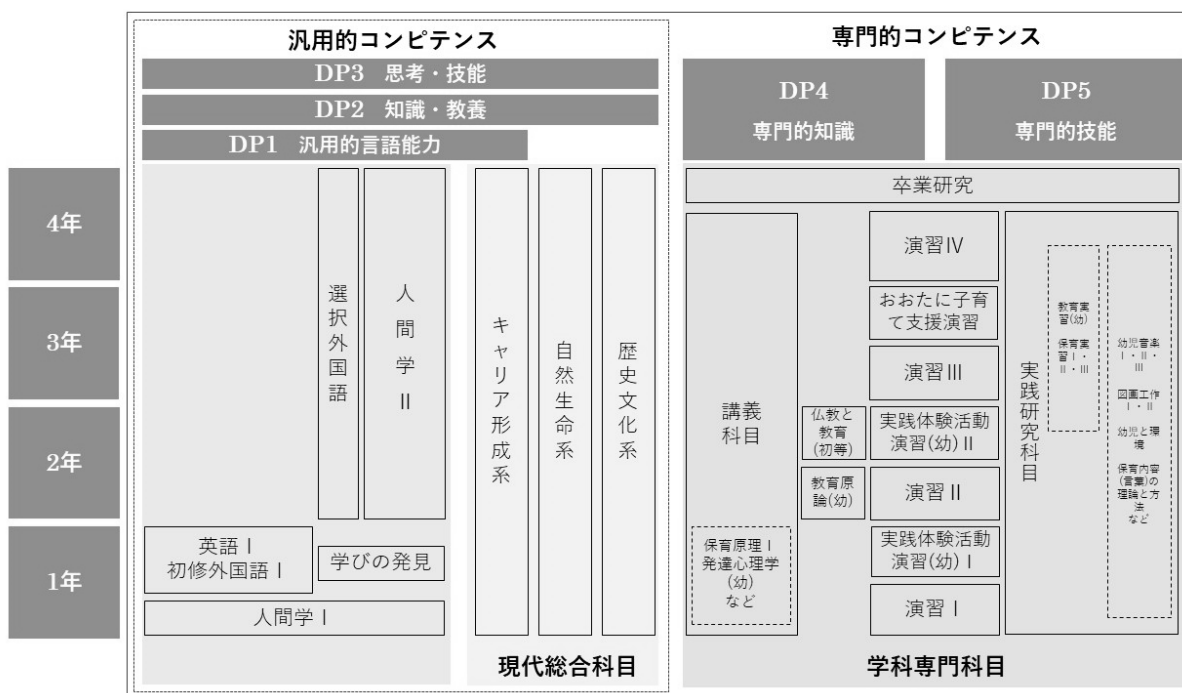 汎用的コンピテンス
DP3 思考・技能
DP2 知識・教養
DP1 汎用的言語能力
専門的コンピテンス
DP4
専門的知識
DP5
専門的技能
4年
3年
2年
1年
選択外国語
人間学Ⅱ
英語Ⅰ
初修外国語Ⅰ
学びの発見
人間学Ⅰ
キャリア形成系
自然生命系
歴史文化系
現代総合科目
卒業研究
講義
科目
保育原理Ⅰ
発達心理学
(幼)
など
仏教と
教育
(初等)
教育原
論(幼)
演習Ⅳ
おおたに子育
て支援演習
演習Ⅲ
実践体験活動
演習(幼)Ⅱ
演習Ⅱ
実践体験活動
演習(幼)Ⅰ
演習Ⅰ
実践研究科目
教育実
習(幼)
保育実
習Ⅰ・
Ⅱ・Ⅲ
幼児音楽
Ⅰ・Ⅱ・
Ⅲ
図画工作
Ⅰ・Ⅱ
幼児と環
境
保育内容
(言葉)の
理論と方
法
など
学科専門科目